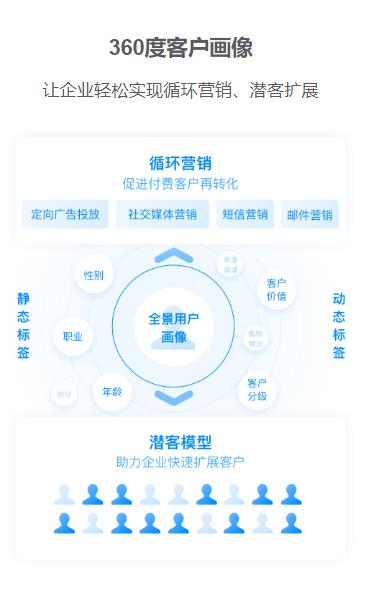 360度客户画像
让企业轻松实现循环营销、潜客扩展
循环营销
促进付费客户再转化
定向广告投放 社交媒体营销 短信营销 邮件营销
性别
来源
渠道
客户
价值
静态标签
动态标签
全景用户
画像
职业
购物
频次
地址
年龄
客户
分级
潜客模型
助力企业快速扩展客户